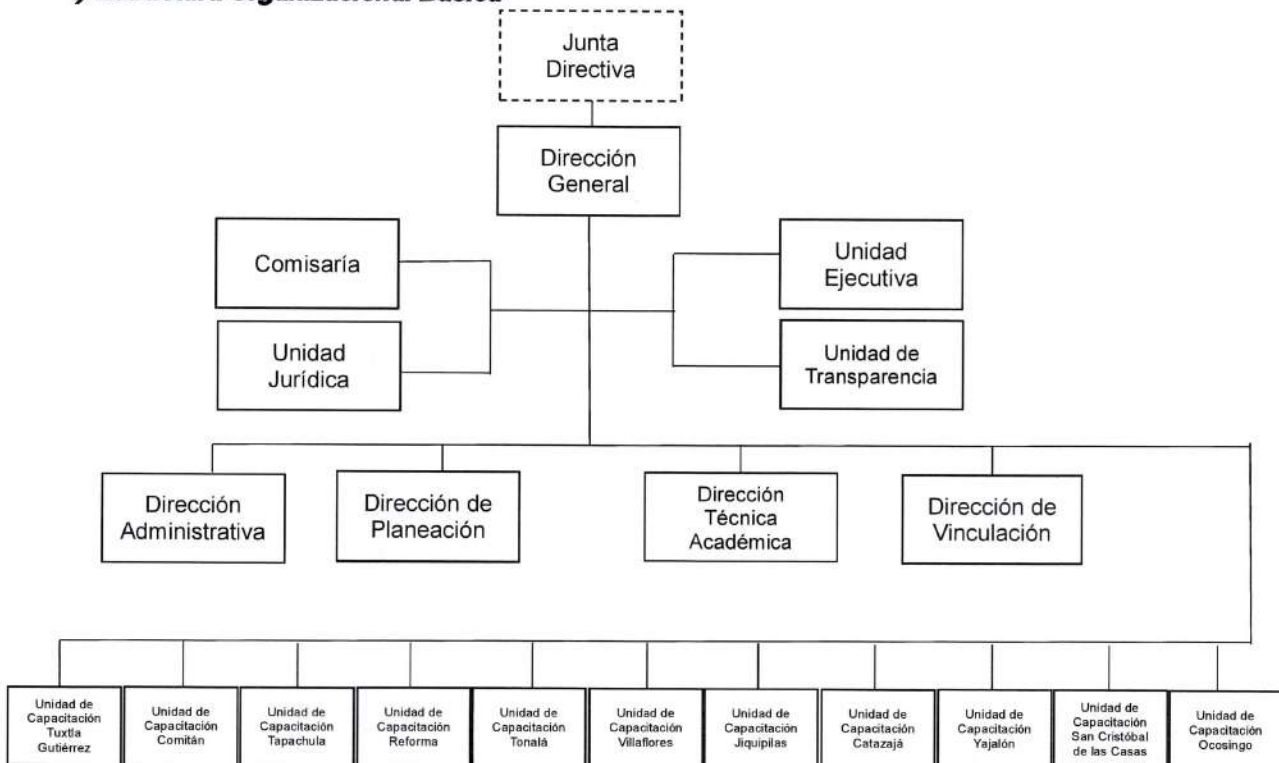 Organizacional
Junta
Directiva
Dirección
General
Comisaría
Unidad
Ejecutiva
Unidad
Jurídica
Unidad de
Transparencia
Dirección
Administrativa
Dirección de
Planeación
Dirección
Técnica
Académica
Dirección de
Vinculación
Unidad de
Capacitación
Tuxtla
Gutiérrez
Unidad de
Capacitación
Comitán
Unidad de
Capacitación
Tapachula
Unidad de
Capacitación
Reforma
Unidad de
Capacitación
Tonalá
Unidad de
Capacitación
Villaflores
Unidad de
Capacitación
Jiquipilas
Unidad de
Capacitación
Catazajá
Unidad de
Capacitación
Yajalón
Unidad de
Capacitación
San Cristóbal
de las Casas
Unidad de
Capacitación
Ocosingo